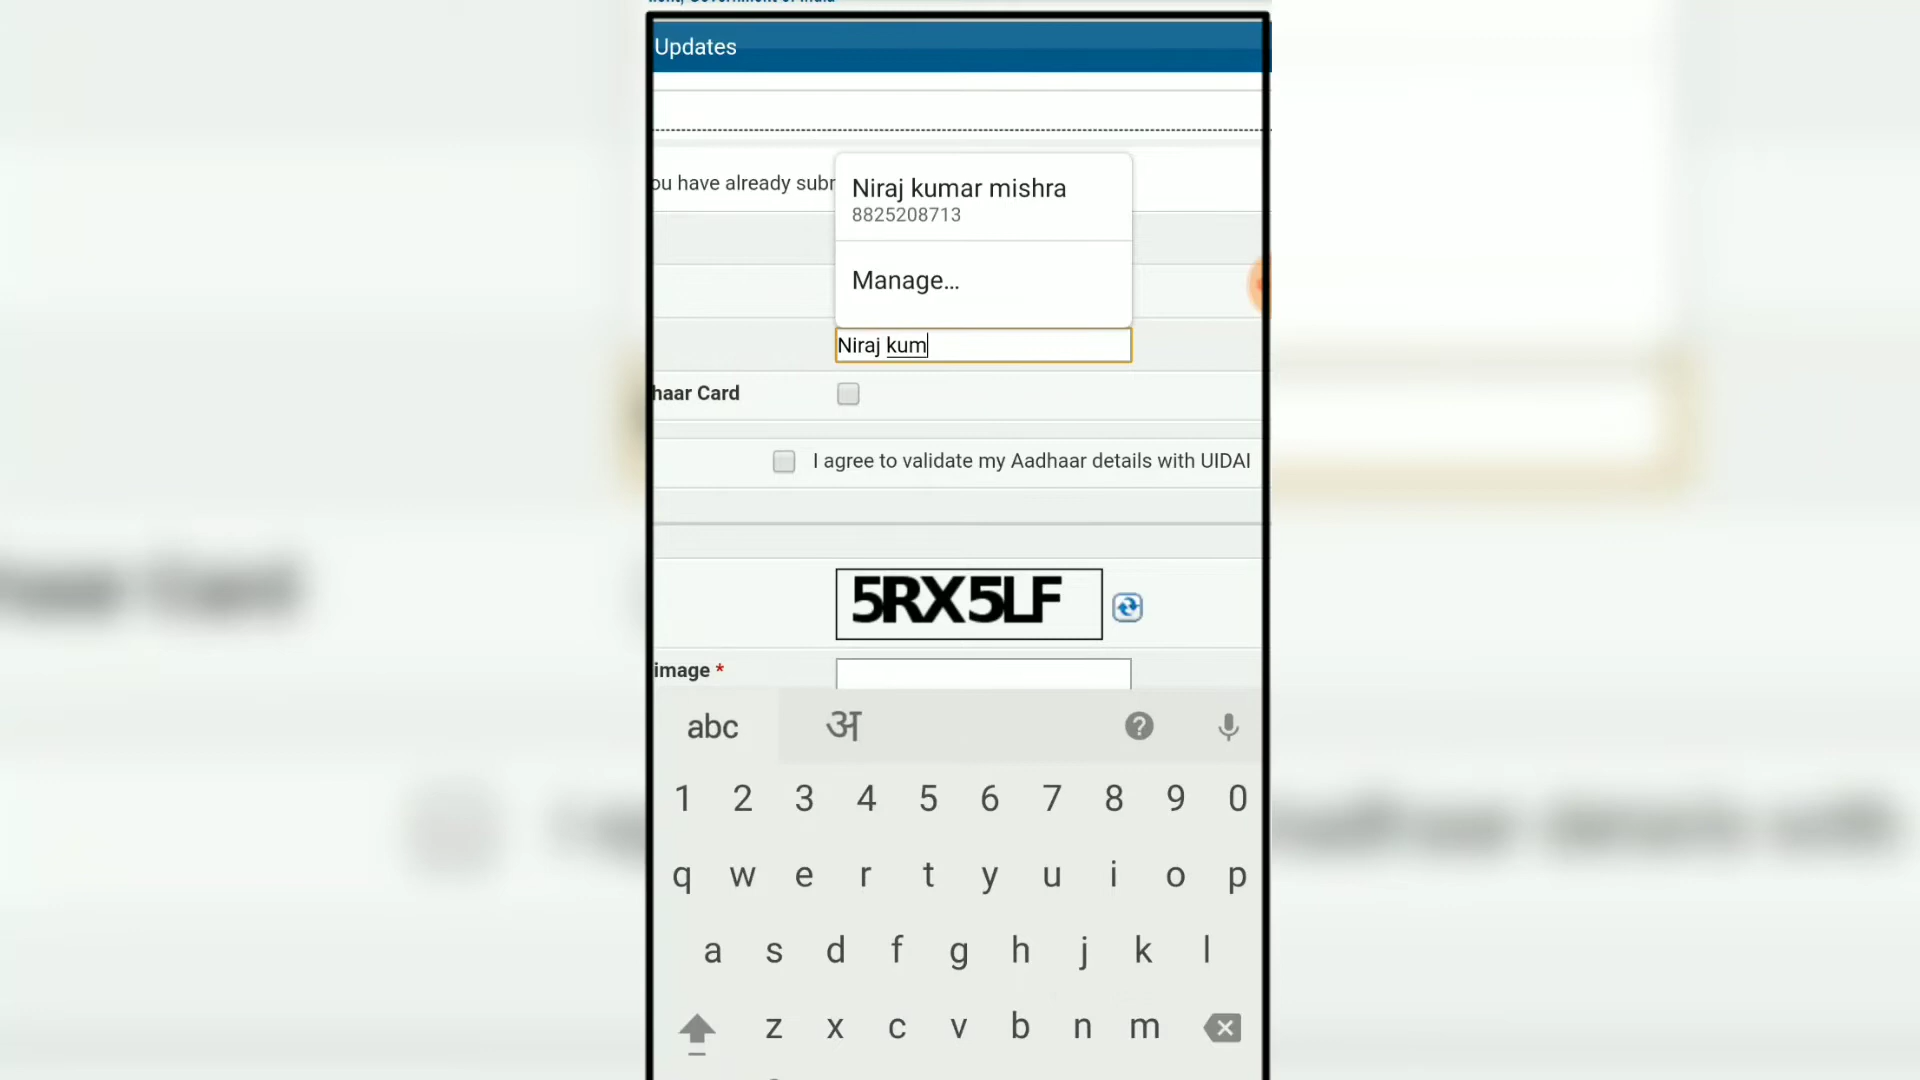 Updates
ou have already subr
Niraj kumar mishra
8825208713
Manage...
Niraj kum
haar Card
I agree to validate my Aadhaar details with UIDAI
5RX5LF
image *
abc अ
1 2 3 4 5 6 7 8 9 0
q w e r t y u i o p
a s d f g h j k l
z x c v b n m